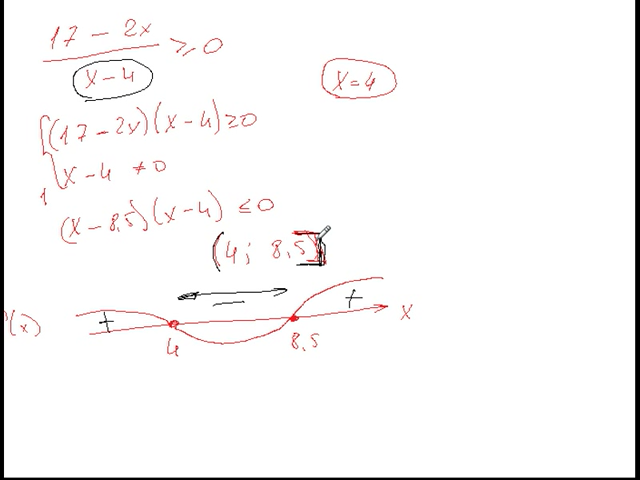 17 - 2x
x - 4
≥ 0
x = 4
{(17 - 2x)(x - 4) ≥ 0
x - 4 ≠ 0
(x - 8,5)(x - 4) ≤ 0
(4; 8,5]
+ - + x
(x)
4 8,5